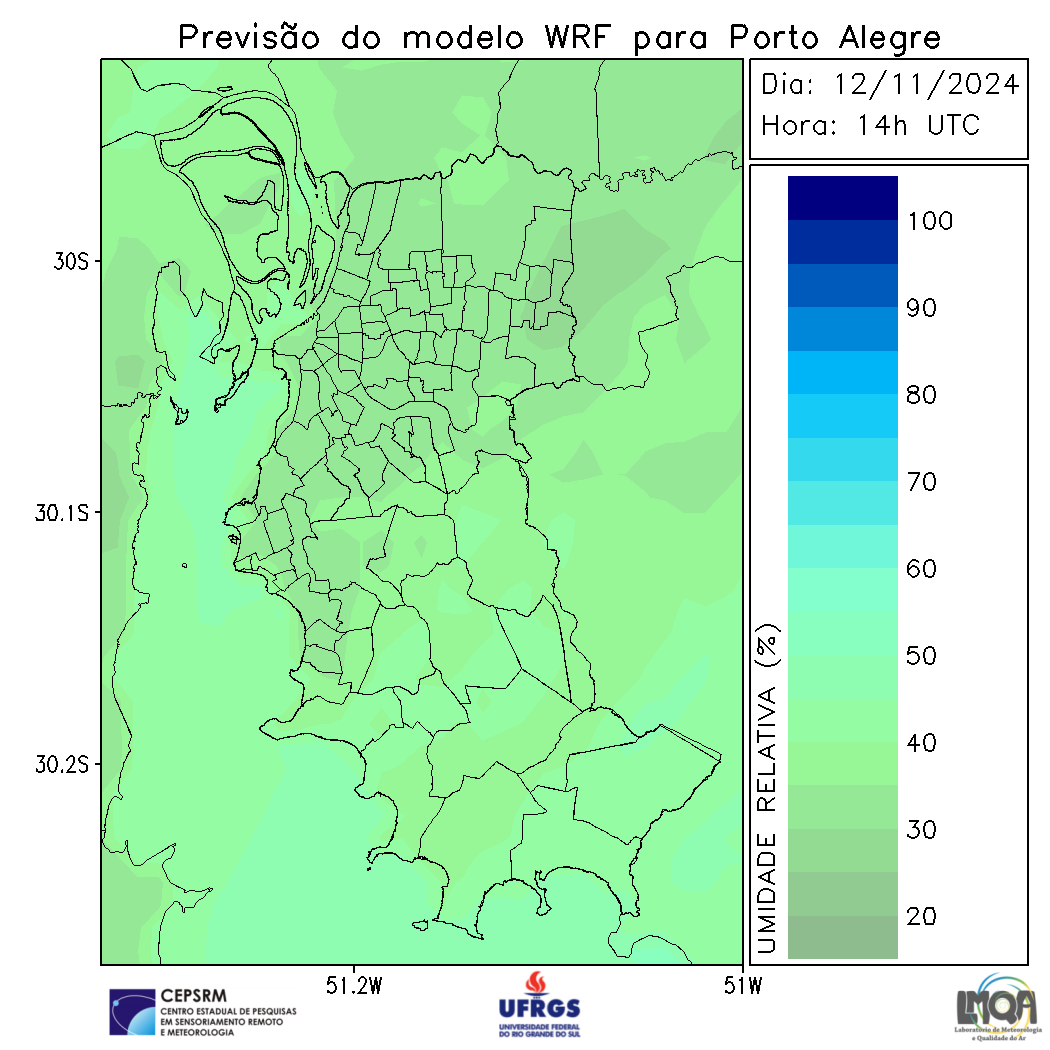 Previsão do modelo WRF para Porto Alegre
Dia: 12/11/2024
Hora: 14h UTC
30S
30.1S
30.2S
51.2W
51W
100
90
80
70
60
50
40
30
20
UMIDADE RELATIVA (%)
CEPSRM
CENTRO ESTADUAL DE PESQUISAS
EM SENSORIAMENTO REMOTO
E METEOROLOGIA
UFRGS
UNIVERSIDADE FEDERAL
DO RIO GRANDE DO SUL
LMQA
Laboratório de Meteorologia
e Qualidade do Ar